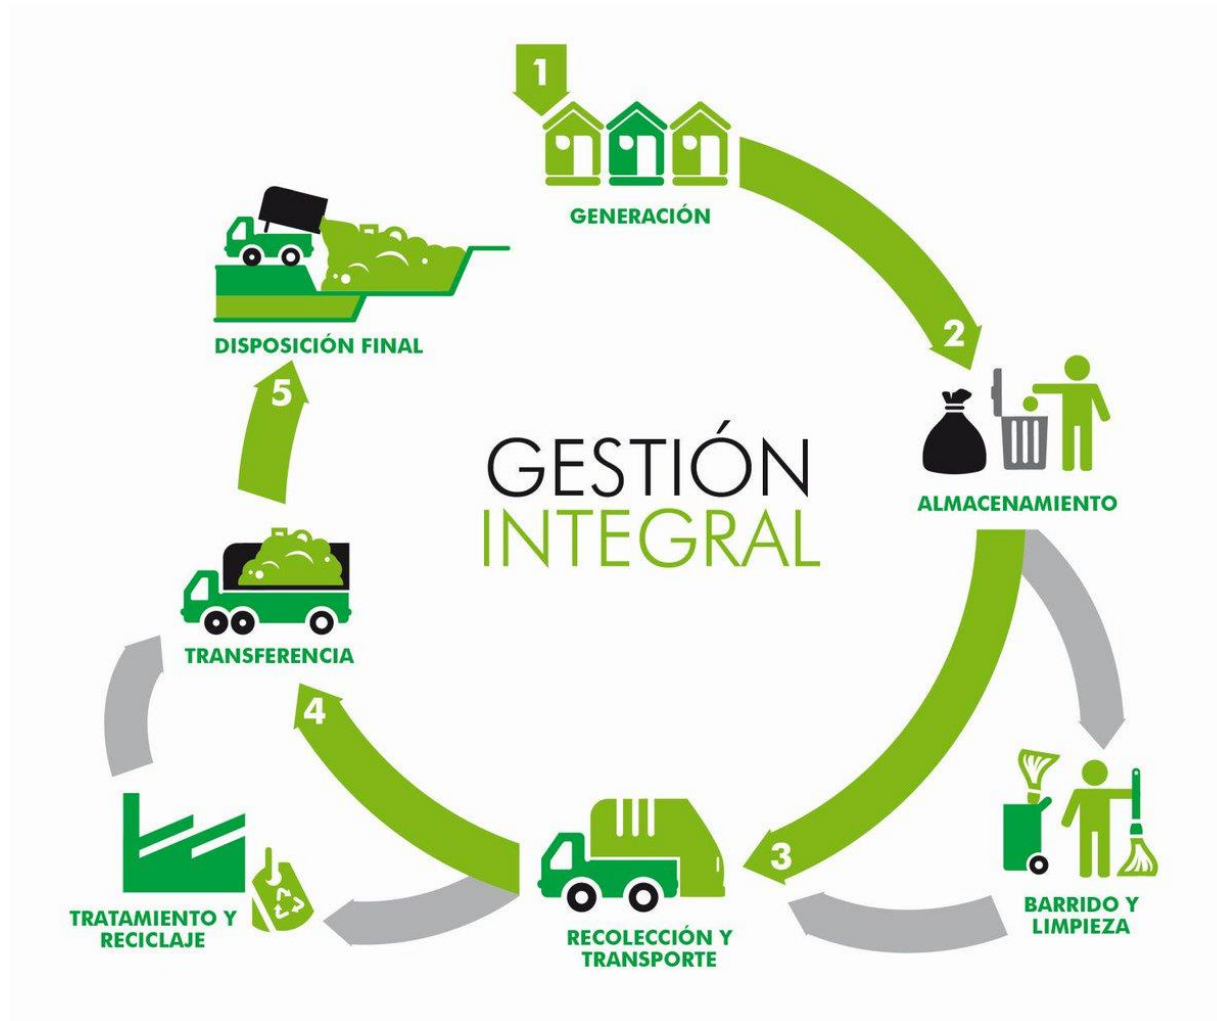 1
GENERACIÓN
2
ALMACENAMIENTO
BARRIDO Y
LIMPIEZA
3
RECOLECCIÓN Y
TRANSPORTE
TRATAMIENTO Y
RECICLAJE
4
TRANSFERENCIA
5
DISPOSICIÓN FINAL
GESTIÓN
INTEGRAL